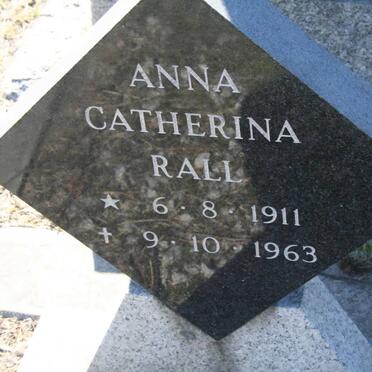 ANNA
CATHERINA
RALL
★ 6 · 8 · 1911
✝ 9 · 10 · 1963